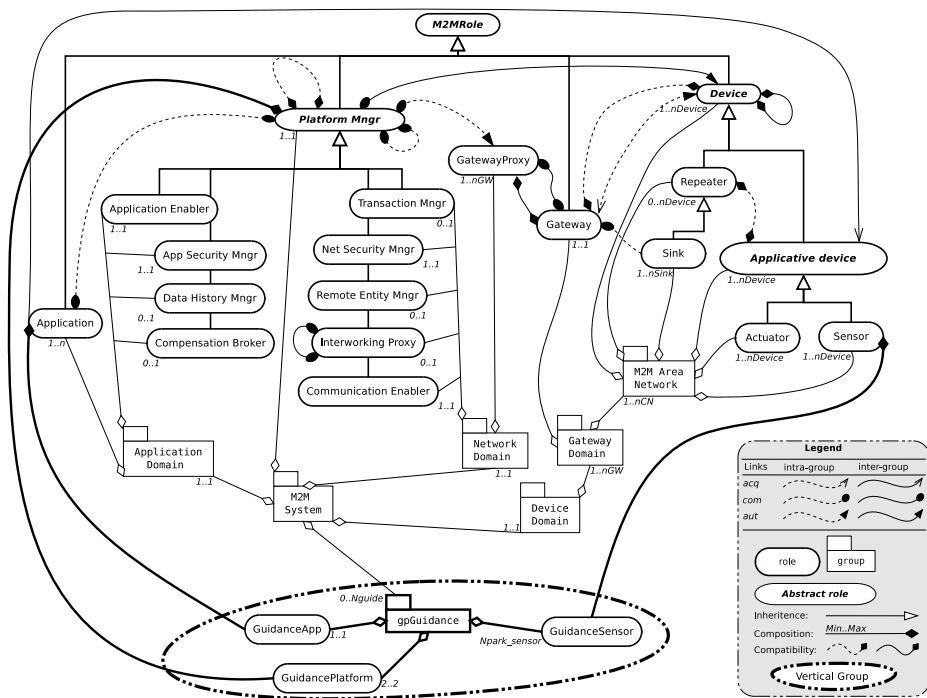 M2MRole
Platform Mngr
1..1
Device
1..nDevice
GatewayProxy
1..nGW
Repeater
0..nDevice
Application Enabler
1..1
Transaction Mngr
0..1
Gateway
1..1
App Security Mngr
1..1
Net Security Mngr
1..1
Sink
1..nSink
Applicative device
1..nDevice
Data History Mngr
0..1
Remote Entity Mngr
0..1
Application
1..n
Compensation Broker
0..1
Interworking Proxy
0..1
Actuator
1..nDevice
Sensor
1..nDevice
Communication Enabler
1..1
M2M Area
Network
1..nCN
Application
Domain
1..1
Network
Domain
1..1
Gateway
Domain
1..nGW
M2M
System
Device
Domain
1..1
0..Nguide
gpGuidance
GuidanceApp
1..1
GuidanceSensor
Npark_sensor
GuidancePlatform
2..2
Legend
Links intra-group inter-group
acq
com
aut
role
group
Abstract role
Inheritence:
Composition: Min..Max
Compatibility:
Vertical Group